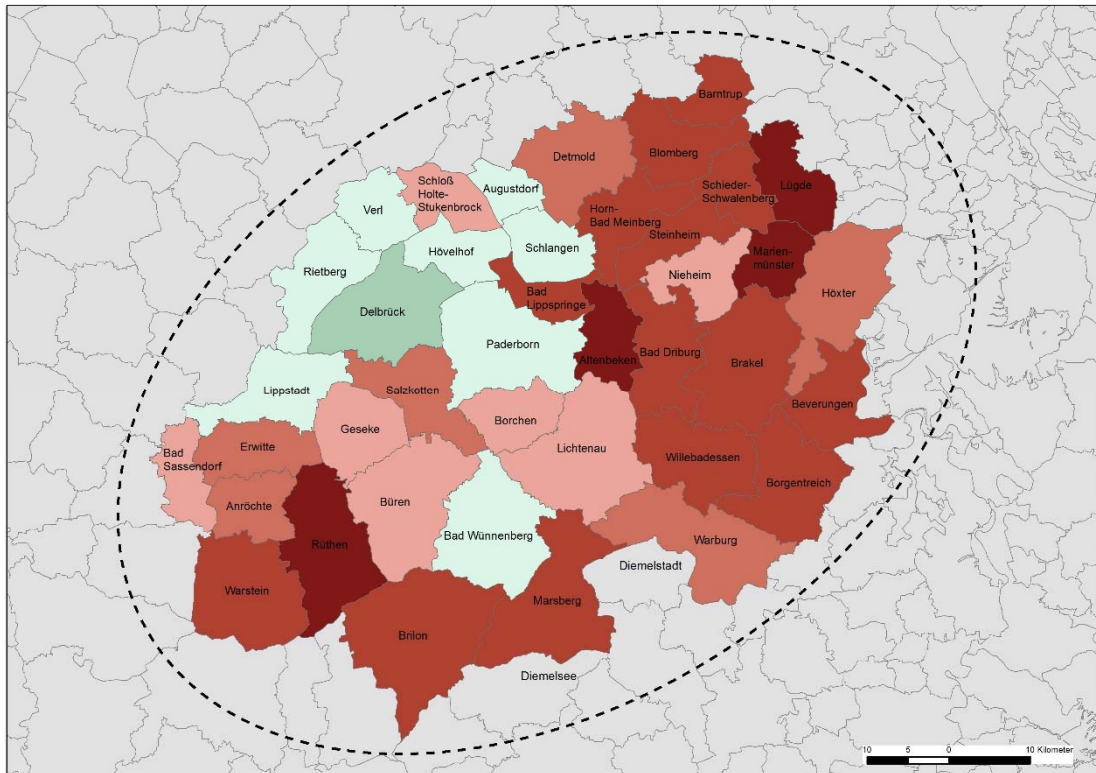 Barntrup
Detmold
Blomberg
Lügde
Schloß
Holte-
Stukenbrock
Augustdorf
Schieder-
Schwalenberg
Verl
Horn-
Bad Meinberg
Steinheim
Hövelhof
Schlangen
Marien-
münster
Rietberg
Nieheim
Höxter
Bad
Lippspringe
Delbrück
Paderborn
Altenbeken
Bad Driburg
Brakel
Lippstadt
Salzkotten
Beverungen
Borchen
Geseke
Erwitte
Bad
Sassendorf
Lichtenau
Willebadessen
Borgentreich
Anröchte
Büren
Bad Wünnenberg
Warburg
Rüthen
Diemelstadt
Warstein
Marsberg
Brilon
Diemelsee
10 5 0 10 Kilometer